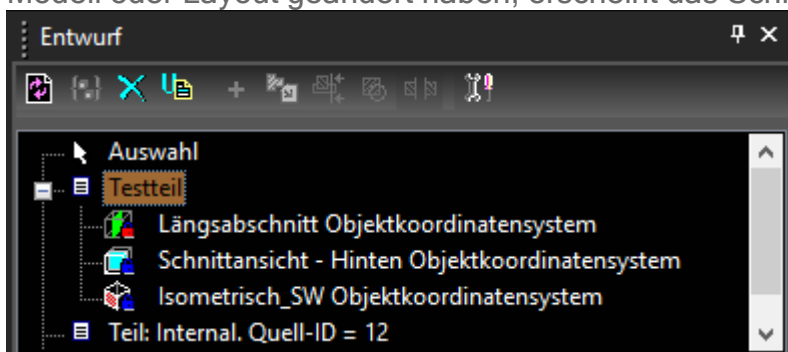 Modell oder Layout geändert haben, erscheint das
Entwurf
Auswahl
Testteil
Längsabschnitt Objektkoordinatensystem
Schnittansicht - Hinten Objektkoordinatensystem
Isometrisch_SW Objektkoordinatensystem
Teil: Internal. Quell-ID = 12